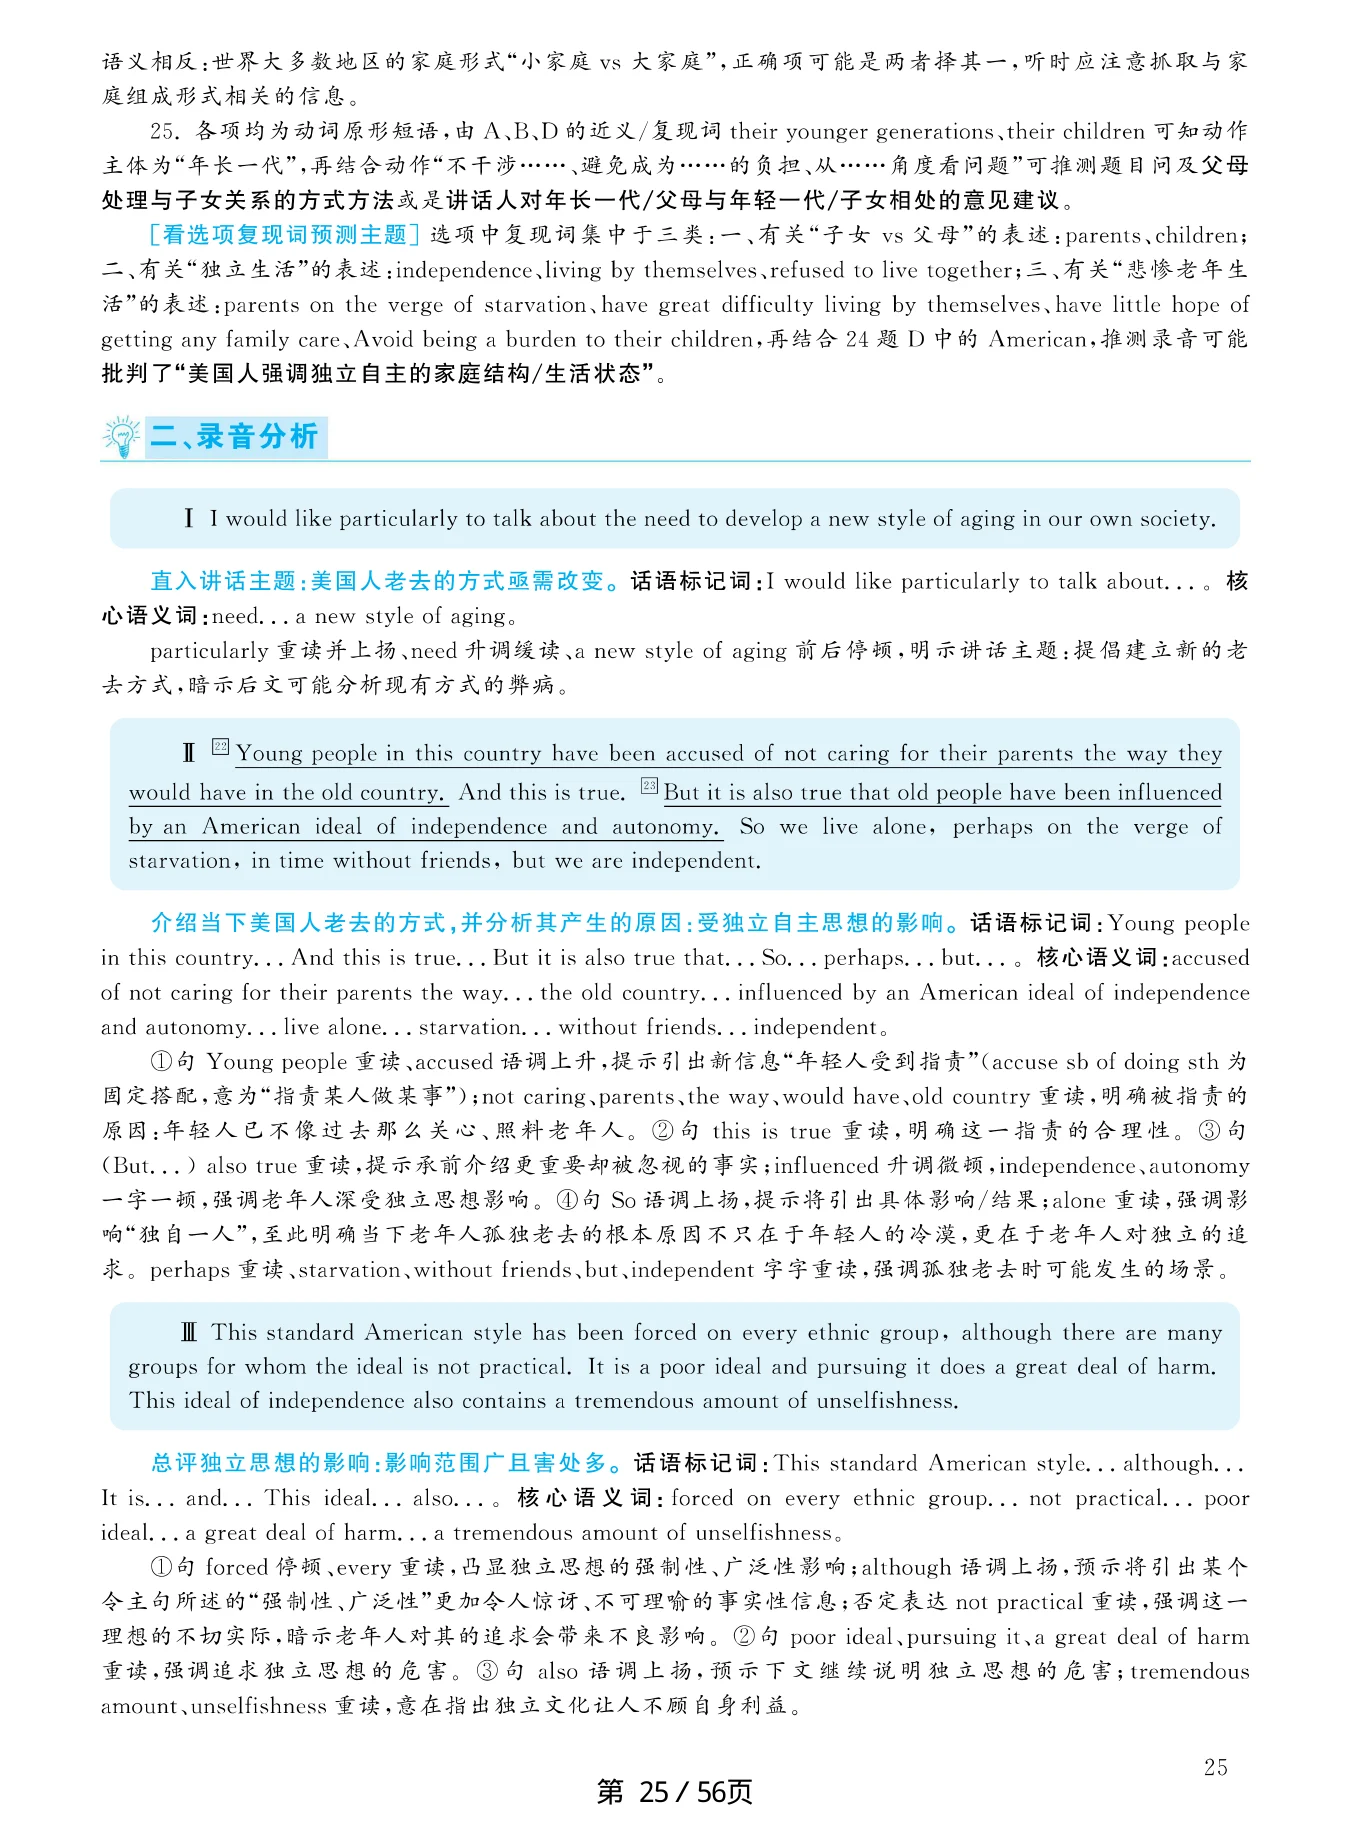 语义相反:世界大多数地区的家庭形式“小家庭 vs 大家庭”,正确项可能是两者择其一,听时应注意抓取与家
庭组成形式相关的信息。
25. 各项均为动词原形短语,由 A、B、D 的近义/复现词 their younger generations、their children 可知动作
主体为“年长一代”,再结合动作“不干涉……、避免成为……的负担、从……角度看问题”可推测题目问及父母
处理与子女关系的方式方法或是讲话人对年长一代/父母与年轻一代/子女相处的意见建议。
[看选项复现词预测主题] 选项中复现词集中于三类:一、有关“子女 vs 父母”的表述:parents、children;
二、有关“独立生活”的表述:independence、living by themselves、refused to live together;三、有关“悲惨老年生
活”的表述:parents on the verge of starvation、have great difficulty living by themselves、have little hope of
getting any family care、Avoid being a burden to their children,再结合 24 题 D 中的 American,推测录音可能
批判了“美国人强调独立自主的家庭结构/生活状态”。
二、录音分析
Ⅰ I would like particularly to talk about the need to develop a new style of aging in our own society.
直入讲话主题:美国人老去的方式亟需改变。话语标记词:I would like particularly to talk about...。核
心语义词:need...a new style of aging。
particularly 重读并上扬、need 升调缓读、a new style of aging 前后停顿,明示讲话主题:提倡建立新的老
去方式,暗示后文可能分析现有方式的弊病。
Ⅱ 22 Young people in this country have been accused of not caring for their parents the way they
would have in the old country. And this is true. 23 But it is also true that old people have been influenced
by an American ideal of independence and autonomy. So we live alone, perhaps on the verge of
starvation, in time without friends, but we are independent.
介绍当下美国人老去的方式,并分析其产生的原因:受独立自主思想的影响。话语标记词:Young people
in this country...And this is true...But it is also true that...So...perhaps...but...。核心语义词:accused
of not caring for their parents the way...the old country...influenced by an American ideal of independence
and autonomy...live alone...starvation...without friends...independent。
①句 Young people 重读、accused 语调上升,提示引出新信息“年轻人受到指责”(accuse sb of doing sth 为
固定搭配,意为“指责某人做某事”);not caring、parents、the way、would have、old country 重读,明确被指责的
原因:年轻人已不像过去那么关心、照料老年人。②句 this is true 重读,明确这一指责的合理性。③句
(But...) also true 重读,提示承前介绍更重要却被忽视的事实;influenced 升调微顿,independence、autonomy
一字一顿,强调老年人深受独立思想影响。④句 So 语调上扬,提示将引出具体影响/结果;alone 重读,强调影
响“独自一人”,至此明确当下老年人孤独老去的根本原因不只在于年轻人的冷漠,更在于老年人对独立的追
求。perhaps 重读、starvation、without friends、but、independent 字字重读,强调孤独老去时可能发生的场景。
Ⅲ This standard American style has been forced on every ethnic group, although there are many
groups for whom the ideal is not practical. It is a poor ideal and pursuing it does a great deal of harm.
This ideal of independence also contains a tremendous amount of unselfishness.
总评独立思想的影响:影响范围广且害处多。话语标记词:This standard American style...although...
It is... and... This ideal... also...。核心语义词:forced on every ethnic group... not practical... poor
ideal...a great deal of harm...a tremendous amount of unselfishness。
①句 forced 停顿、every 重读,凸显独立思想的强制性、广泛性影响;although 语调上扬,预示将引出某个
令主句所述的“强制性、广泛性”更加令人惊讶、不可理喻的事实性信息;否定表达 not practical 重读,强调这一
理想的不切实际,暗示老年人对其的追求会带来不良影响。②句 poor ideal、pursuing it、a great deal of harm
重读,强调追求独立思想的危害。③句 also 语调上扬,预示下文继续说明独立思想的危害;tremendous
amount、unselfishness 重读,意在指出独立文化让人不顾自身利益。
25
第 25 / 56页